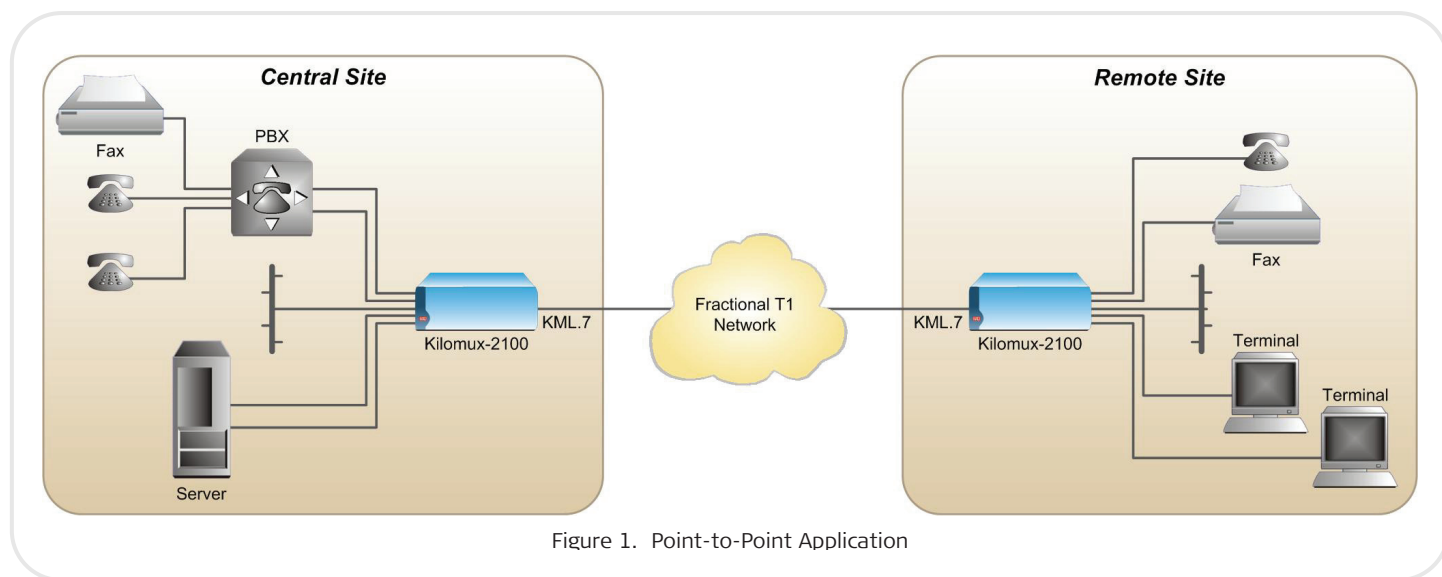 Central Site
Fax
PBX
KML.7
Kilomux-2100
Server
Fractional T1
Network
Remote Site
Fax
KML.7
Kilomux-2100
Terminal
Terminal
Figure 1. Point-to-Point Application